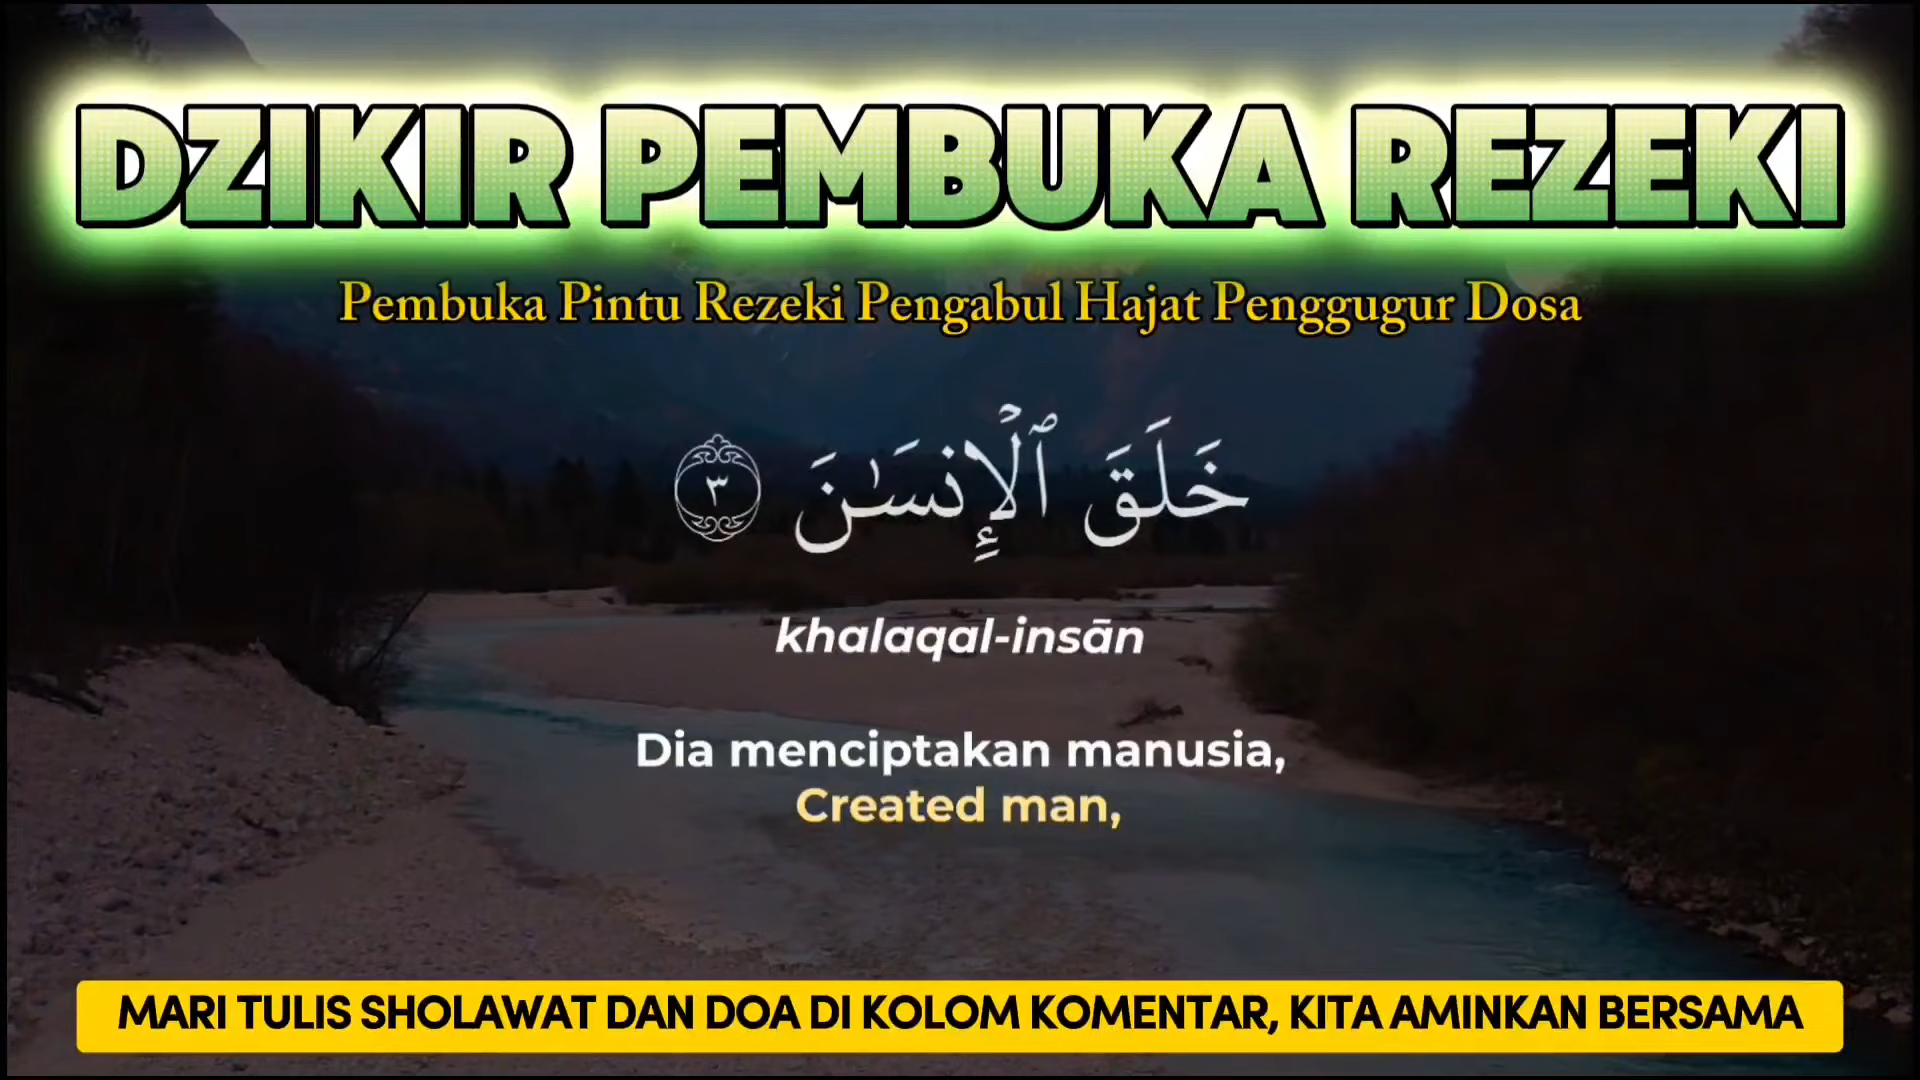 DZIKIR PEMBUKA REZEKI
Pembuka Pintu Rezeki Pengabul Hajat Penggugur Dosa
خَلَقَ ٱلْإِنسَـٰنَ ٣
khalaqal-insān
Dia menciptakan manusia,
Created man,
MARI TULIS SHOLAWAT DAN DOA DI KOLOM KOMENTAR, KITA AMINKAN BERSAMA